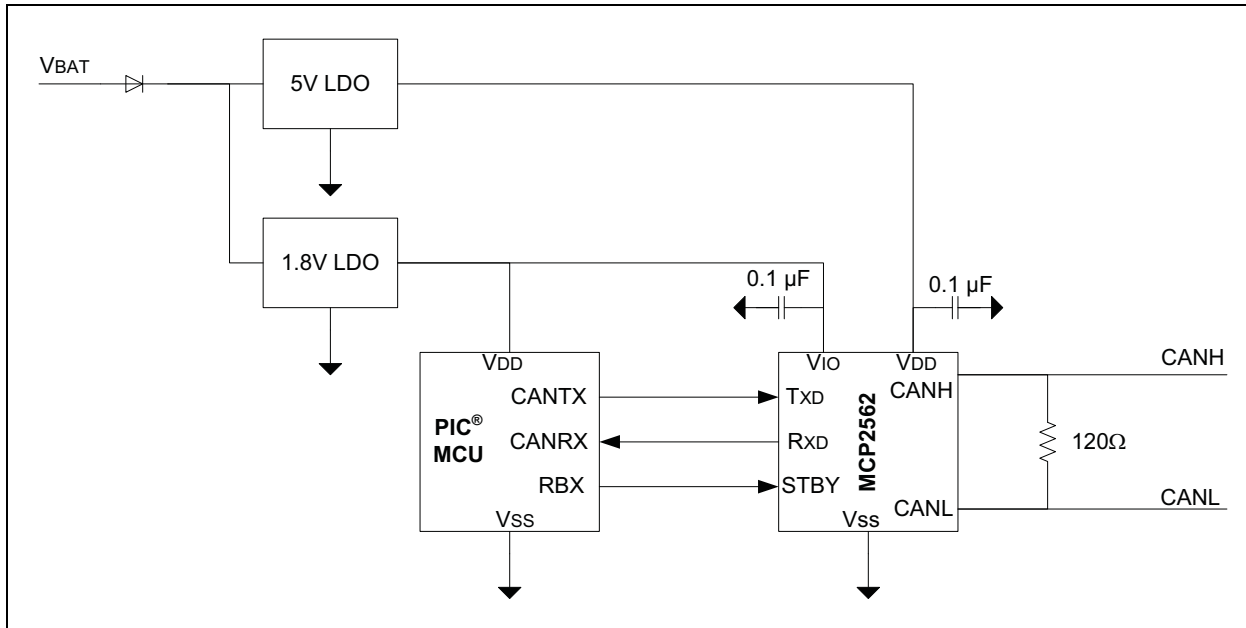 VBAT
5V LDO
1.8V LDO
0.1 µF
0.1 µF
VDD
CANTX
CANRX
RBX
PIC®
MCU
VSS
VIO
VDD
CANH
TXD
RXD
STBY
MCP2562
CANL
Vss
CANH
120Ω
CANL